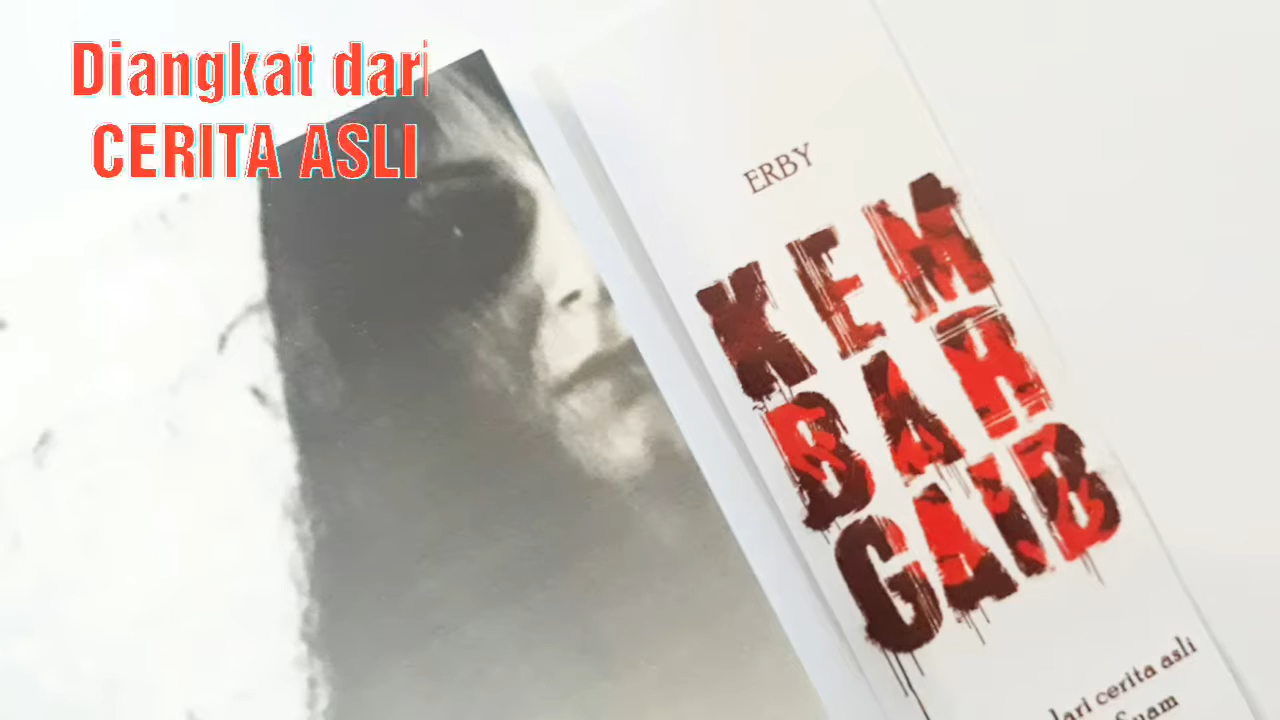 Diangkat dari
CERITA ASLI
ERBY
KEM
BAH
GAIB
dari cerita asli